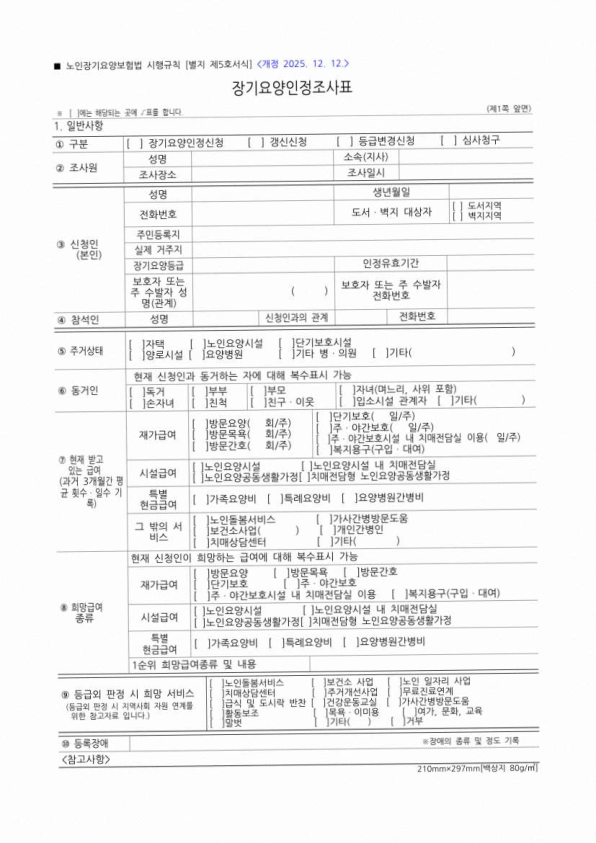 ■ 노인장기요양보험법 시행규칙 [별지 제5호서식] <개정 2025. 12. 12.>
장기요양인정조사표
※ [ ]에는 해당되는 곳에 √표를 합니다.
(제1쪽 앞면)
1. 일반사항
① 구분 [ ] 장기요양인정신청 [ ] 갱신신청 [ ] 등급변경신청 [ ] 심사청구
② 조사원 성명 소속(지사)
조사장소 조사일시
③ 신청인
(본인)
성명 생년월일
전화번호 도서ㆍ벽지 대상자 [ ] 도서지역
[ ] 벽지지역
주민등록지
실제 거주지
장기요양등급 인정유효기간
보호자 또는
주 수발자 성
명(관계)
( )
보호자 또는 주 수발자
전화번호
④ 참석인 성명 신청인과의 관계 전화번호
⑤ 주거상태
[ ]자택 [ ]노인요양시설 [ ]단기보호시설
[ ]양로시설 [ ]요양병원 [ ]기타 병ㆍ의원 [ ]기타( )
⑥ 동거인
현재 신청인과 동거하는 자에 대해 복수표시 가능
[ ]독거 [ ]부부 [ ]부모 [ ]자녀(며느리, 사위 포함)
[ ]손자녀 [ ]친척 [ ]친구ㆍ이웃 [ ]입소시설 관계자 [ ]기타( )
⑦ 현재 받고
있는 급여
(과거 3개월간 평
균 횟수ㆍ일수 기
록)
재가급여
[ ]방문요양( 회/주)
[ ]방문목욕( 회/주)
[ ]방문간호( 회/주)
[ ]단기보호( 일/주)
[ ]주ㆍ야간보호( 일/주)
[ ]주ㆍ야간보호시설 내 치매전담실 이용( 일/주)
[ ]복지용구(구입ㆍ대여)
시설급여
[ ]노인요양시설 [ ]노인요양시설 내 치매전담실
[ ]노인요양공동생활가정[ ]치매전담형 노인요양공동생활가정
특별
현금급여
[ ]가족요양비 [ ]특례요양비 [ ]요양병원간병비
그 밖의 서
비스
[ ]노인돌봄서비스 [ ]가사간병방문도움
[ ]보건소사업( ) [ ]개인간병인
[ ]치매상담센터 [ ]기타( )
⑧ 희망급여
종류
현재 신청인이 희망하는 급여에 대해 복수표시 가능
재가급여
[ ]방문요양 [ ]방문목욕 [ ]방문간호
[ ]단기보호 [ ]주ㆍ야간보호
[ ]주ㆍ야간보호시설 내 치매전담실 이용 [ ]복지용구(구입ㆍ대여)
시설급여
[ ]노인요양시설 [ ]노인요양시설 내 치매전담실
[ ]노인요양공동생활가정[ ]치매전담형 노인요양공동생활가정
특별
현금급여
[ ]가족요양비 [ ]특례요양비 [ ]요양병원간병비
1순위 희망급여종류 및 내용
⑨ 등급외 판정 시 희망 서비스
(등급외 판정 시 지역사회 자원 연계를
위한 참고자료 입니다.)
[ ]노인돌봄서비스 [ ]보건소 사업 [ ]노인 일자리 사업
[ ]치매상담센터 [ ]주거개선사업 [ ]무료진료연계
[ ]급식 및 도시락 반찬 [ ]건강운동교실 [ ]가사간병방문도움
[ ]활동보조 [ ]목욕ㆍ이미용 [ ]여가, 문화, 교육
[ ]말벗 [ ]기타( ) [ ]거부
⑩ 등록장애 ※장애의 종류 및 정도 기록
<참고사항>
210mm×297mm[백상지 80g/㎡]